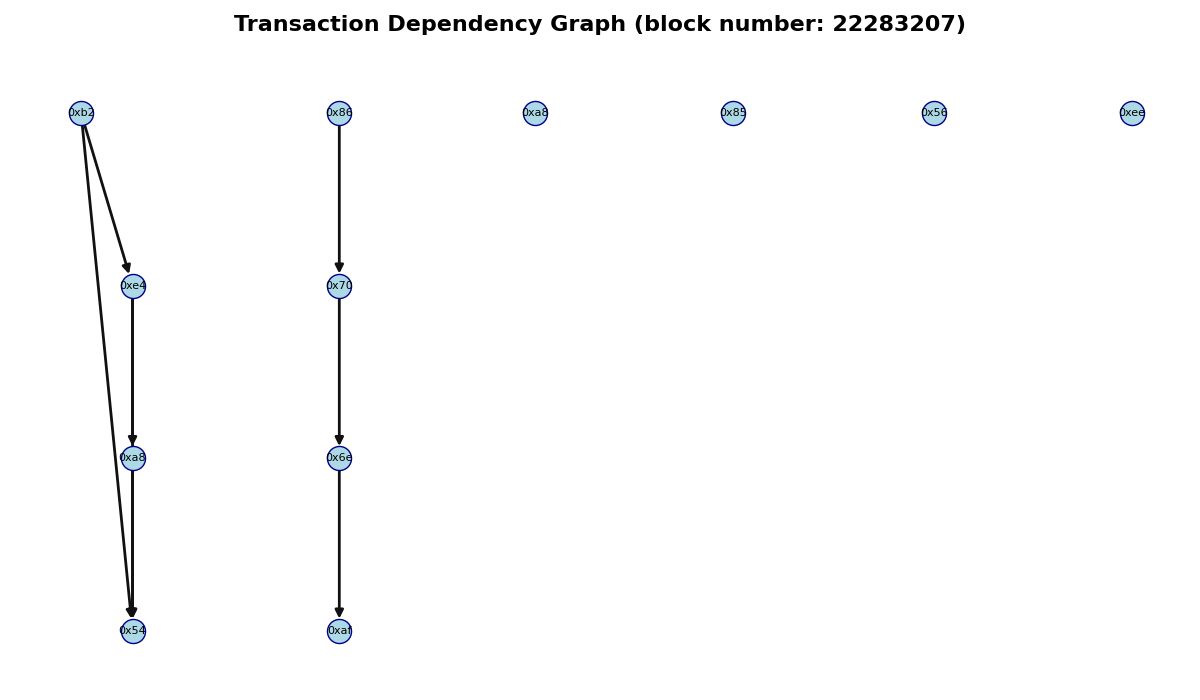 Transaction Dependency Graph (block number: 22283207)
0xb2 0x86 0xa8 0x85 0x56 0xee
0xe4 0x70
0xa8 0x6e
0x54 0xaf